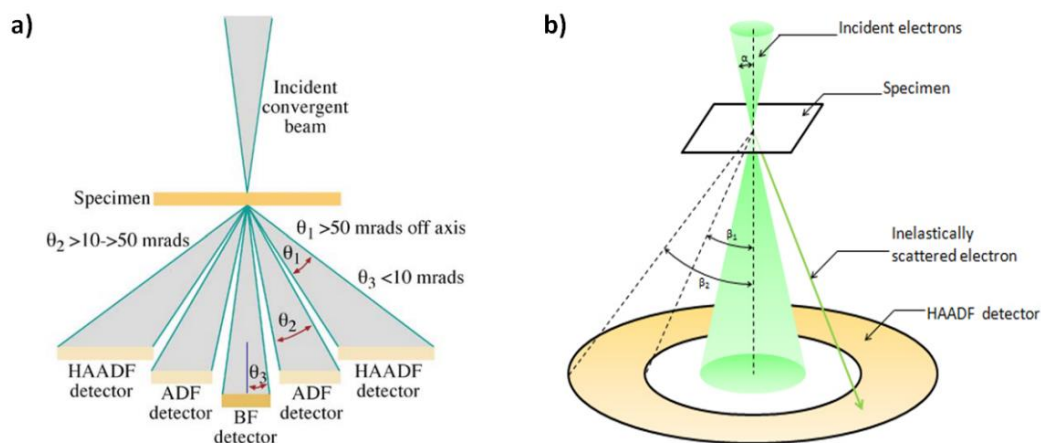 a)
Incident
convergent
beam
Specimen
θ1 >50 mrads off axis
θ2 >10->50 mrads
θ1
θ3 <10 mrads
θ2
θ3
HAADF
detector
ADF
detector
BF
detector
ADF
detector
HAADF
detector
b)
Incident electrons
α
Specimen
β1
β2
Inelastically
scattered electron
HAADF detector